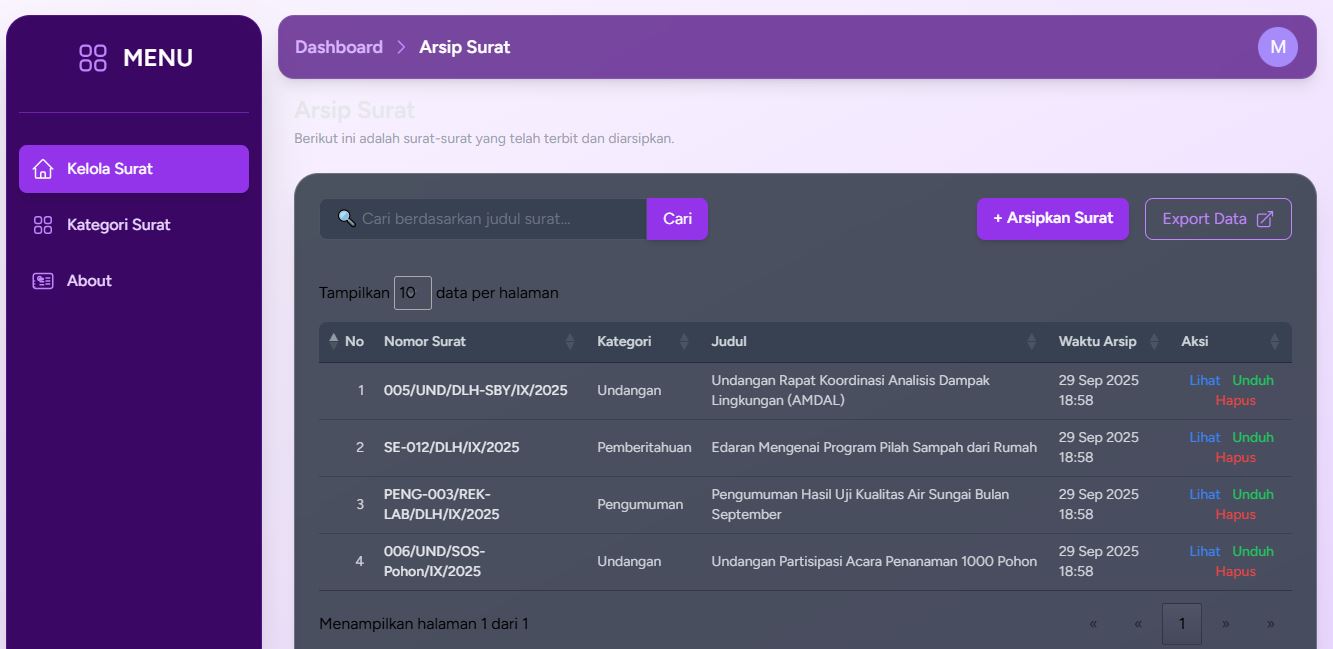 MENU
Kelola Surat
Kategori Surat
About
Dashboard > Arsip Surat
M
Arsip Surat
Berikut ini adalah surat-surat yang telah terbit dan diarsipkan.
Cari berdasarkan judul surat...
Cari
+ Arsipkan Surat
Export Data
Tampilkan 10 data per halaman
No Nomor Surat Kategori Judul Waktu Arsip Aksi
1 005/UND/DLH-SBY/IX/2025 Undangan Undangan Rapat Koordinasi Analisis Dampak 29 Sep 2025 Lihat Unduh
Lingkungan (AMDAL) 18:58 Hapus
2 SE-012/DLH/IX/2025 Pemberitahuan Edaran Mengenai Program Pilah Sampah dari Rumah 29 Sep 2025 Lihat Unduh
18:58 Hapus
3 PENG-003/REK- Pengumuman Pengumuman Hasil Uji Kualitas Air Sungai Bulan 29 Sep 2025 Lihat Unduh
LAB/DLH/IX/2025 September 18:58 Hapus
4 006/UND/SOS- Undangan Undangan Partisipasi Acara Penanaman 1000 Pohon 29 Sep 2025 Lihat Unduh
Pohon/IX/2025 18:58 Hapus
Menampilkan halaman 1 dari 1
« « 1 » »